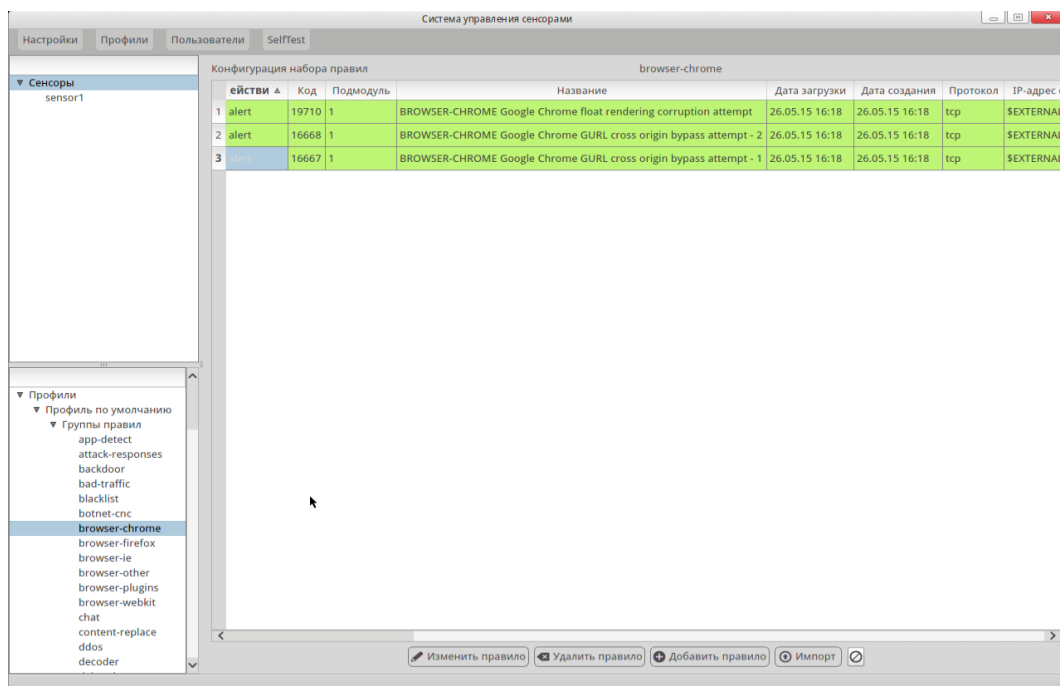 Система управления сенсорами
Настройки Профили Пользователи SelfTest
Сенсоры
sensor1
Профили
Профиль по умолчанию
Группы правил
app-detect
attack-responses
backdoor
bad-traffic
blacklist
botnet-cnc
browser-chrome
browser-firefox
browser-ie
browser-other
browser-plugins
browser-webkit
chat
content-replace
ddos
decoder
Конфигурация набора правил browser-chrome
ействи Код Подмодуль Название Дата загрузки Дата создания Протокол IP-адрес
1 alert 19710 1 BROWSER-CHROME Google Chrome float rendering corruption attempt 26.05.15 16:18 26.05.15 16:18 tcp $EXTERNAL
2 alert 16668 1 BROWSER-CHROME Google Chrome GURL cross origin bypass attempt - 2 26.05.15 16:18 26.05.15 16:18 tcp $EXTERNAL
3 alert 16667 1 BROWSER-CHROME Google Chrome GURL cross origin bypass attempt - 1 26.05.15 16:18 26.05.15 16:18 tcp $EXTERNAL
Изменить правило Удалить правило Добавить правило Импорт